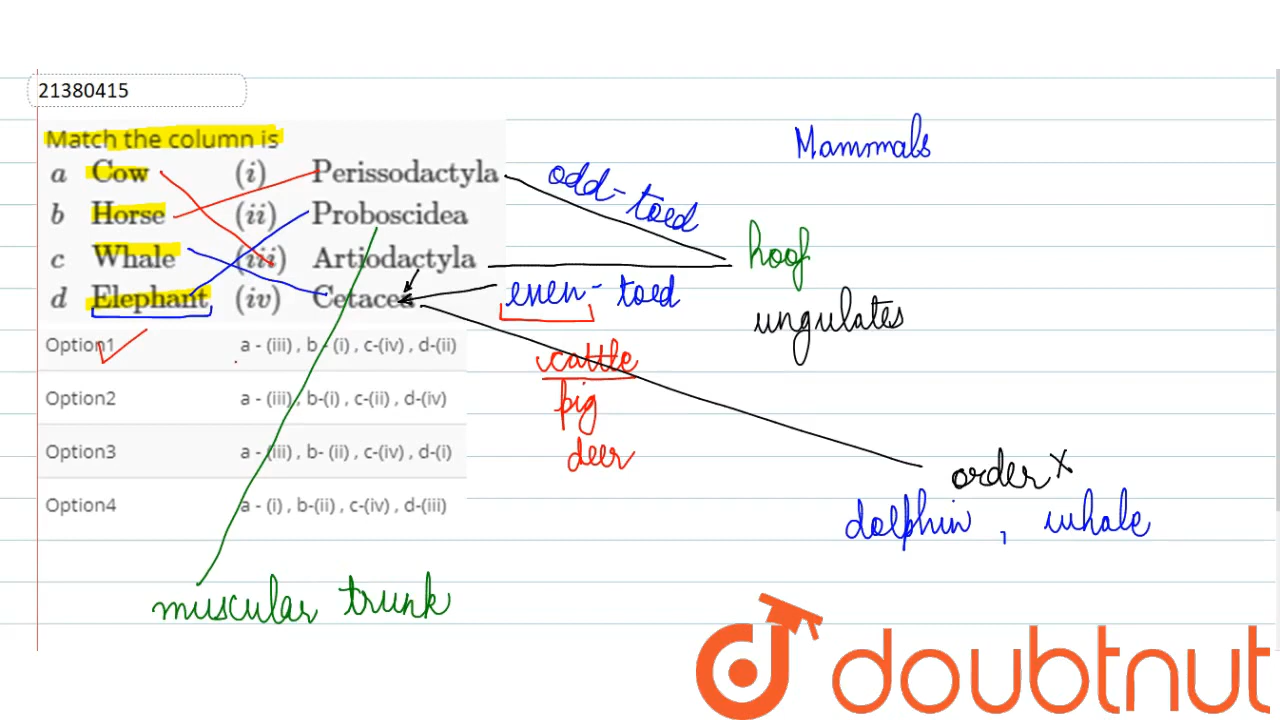 21380415
Match the column is
a Cow (i) Perissodactyla
b Horse (ii) Proboscidea
c Whale (iii) Artiodactyla
d Elephant (iv) Cetacea
Option1 a - (iii) , b - (i) , c-(iv) , d-(ii)
Option2 a - (iii) , b-(i) , c-(ii) , d-(iv)
Option3 a - (iii) , b- (ii) , c-(iv) , d-(i)
Option4 a - (i) , b-(ii) , c-(iv) , d-(iii)
Mammals
odd-toed
hoof
even-toed
ungulates
cattle
pig
deer
order ×
dolphin , whale
muscular trunk
doubtnut